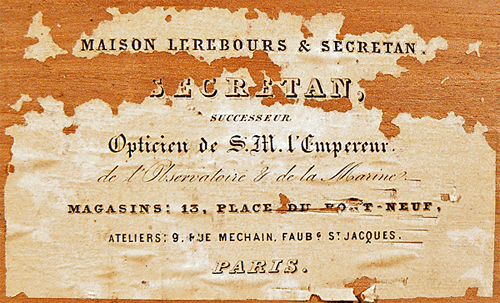 MAISON LEREBOURS & SECRETAN.
SECRETAN,
SUCCESSEUR
Opticien de S.M. l'Empereur.
de l'Observatoire & de la Marine
MAGASINS: 13, PLACE DU PONT-NEUF,
ATELIERS: 9, RUE MECHAIN, FAUBG ST JACQUES.
PARIS.